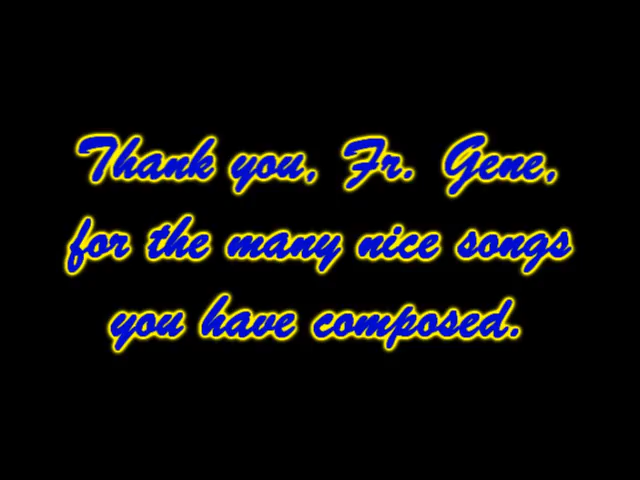 Thank you, Fr. Gene,
for the many nice songs
you have composed.